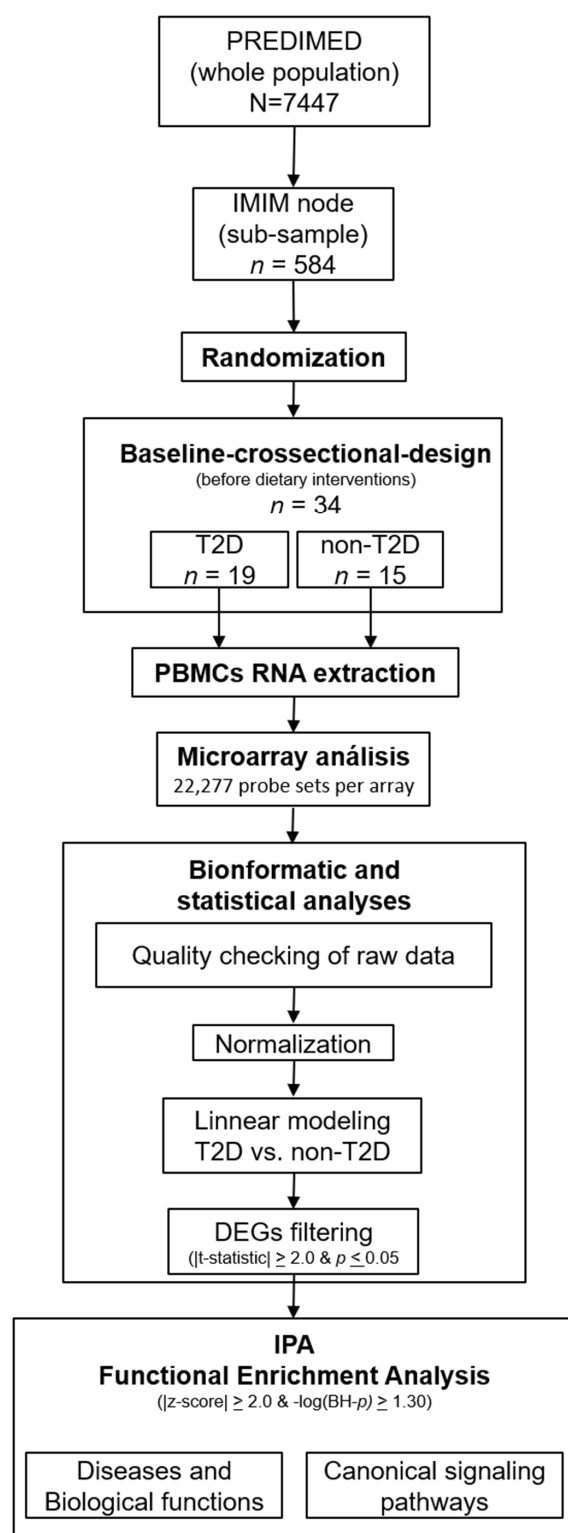 PREDIMED
(whole population)
N=7447
IMIM node
(sub-sample)
n = 584
Randomization
Baseline-crossectional-design
(before dietary interventions)
n = 34
T2D
n = 19
non-T2D
n = 15
PBMCs RNA extraction
Microarray análisis
22,277 probe sets per array
Bionformatic and
statistical analyses
Quality checking of raw data
Normalization
Linnear modeling
T2D vs. non-T2D
DEGs filtering
(|t-statistic| ≥ 2.0 & p ≤ 0.05
IPA
Functional Enrichment Analysis
(|z-score| ≥ 2.0 & -log(BH-p) ≥ 1.30)
Diseases and
Biological functions
Canonical signaling
pathways